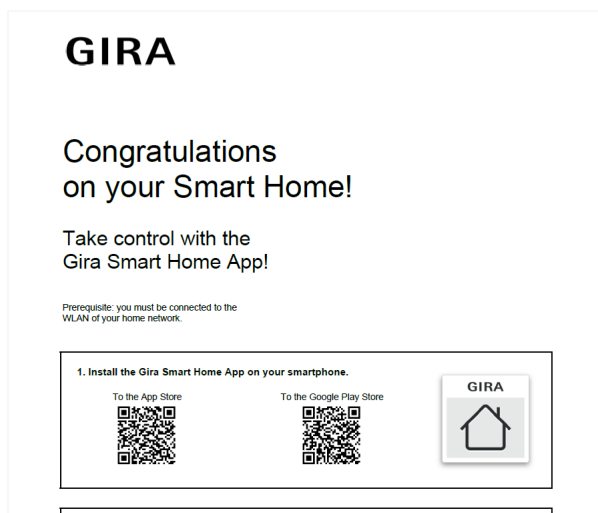 GIRA
Congratulations
on your Smart Home!
Take control with the
Gira Smart Home App!
Prerequisite: you must be connected to the
WLAN of your home network.
1. Install the Gira Smart Home App on your smartphone.
To the App Store
To the Google Play Store
GIRA